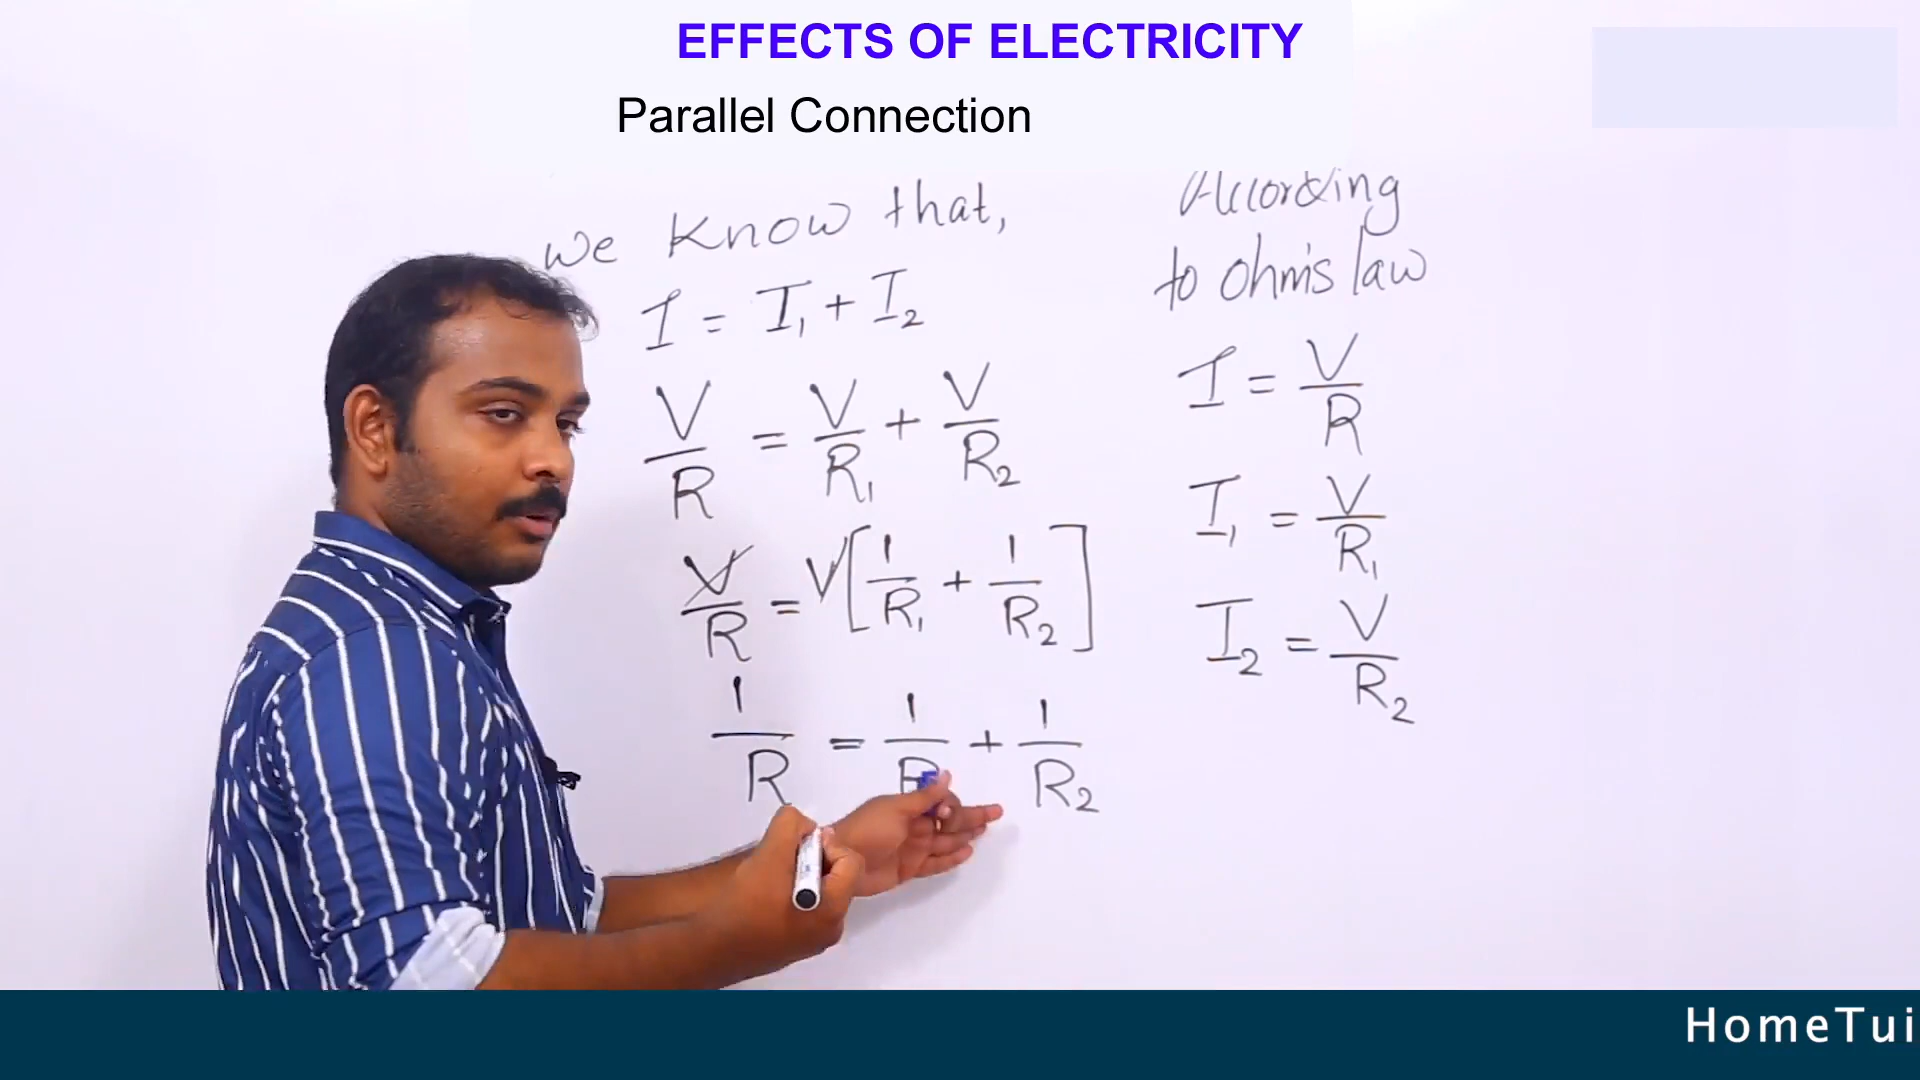 EFFECTS OF ELECTRICITY
Parallel Connection
we know that,
I = I₁ + I₂
V/R = V/R₁ + V/R₂
V/R = V[1/R₁ + 1/R₂]
1/R = 1/R + 1/R₂
According
to ohm's law
I = V/R
I₁ = V/R₁
I₂ = V/R₂
HomeTui